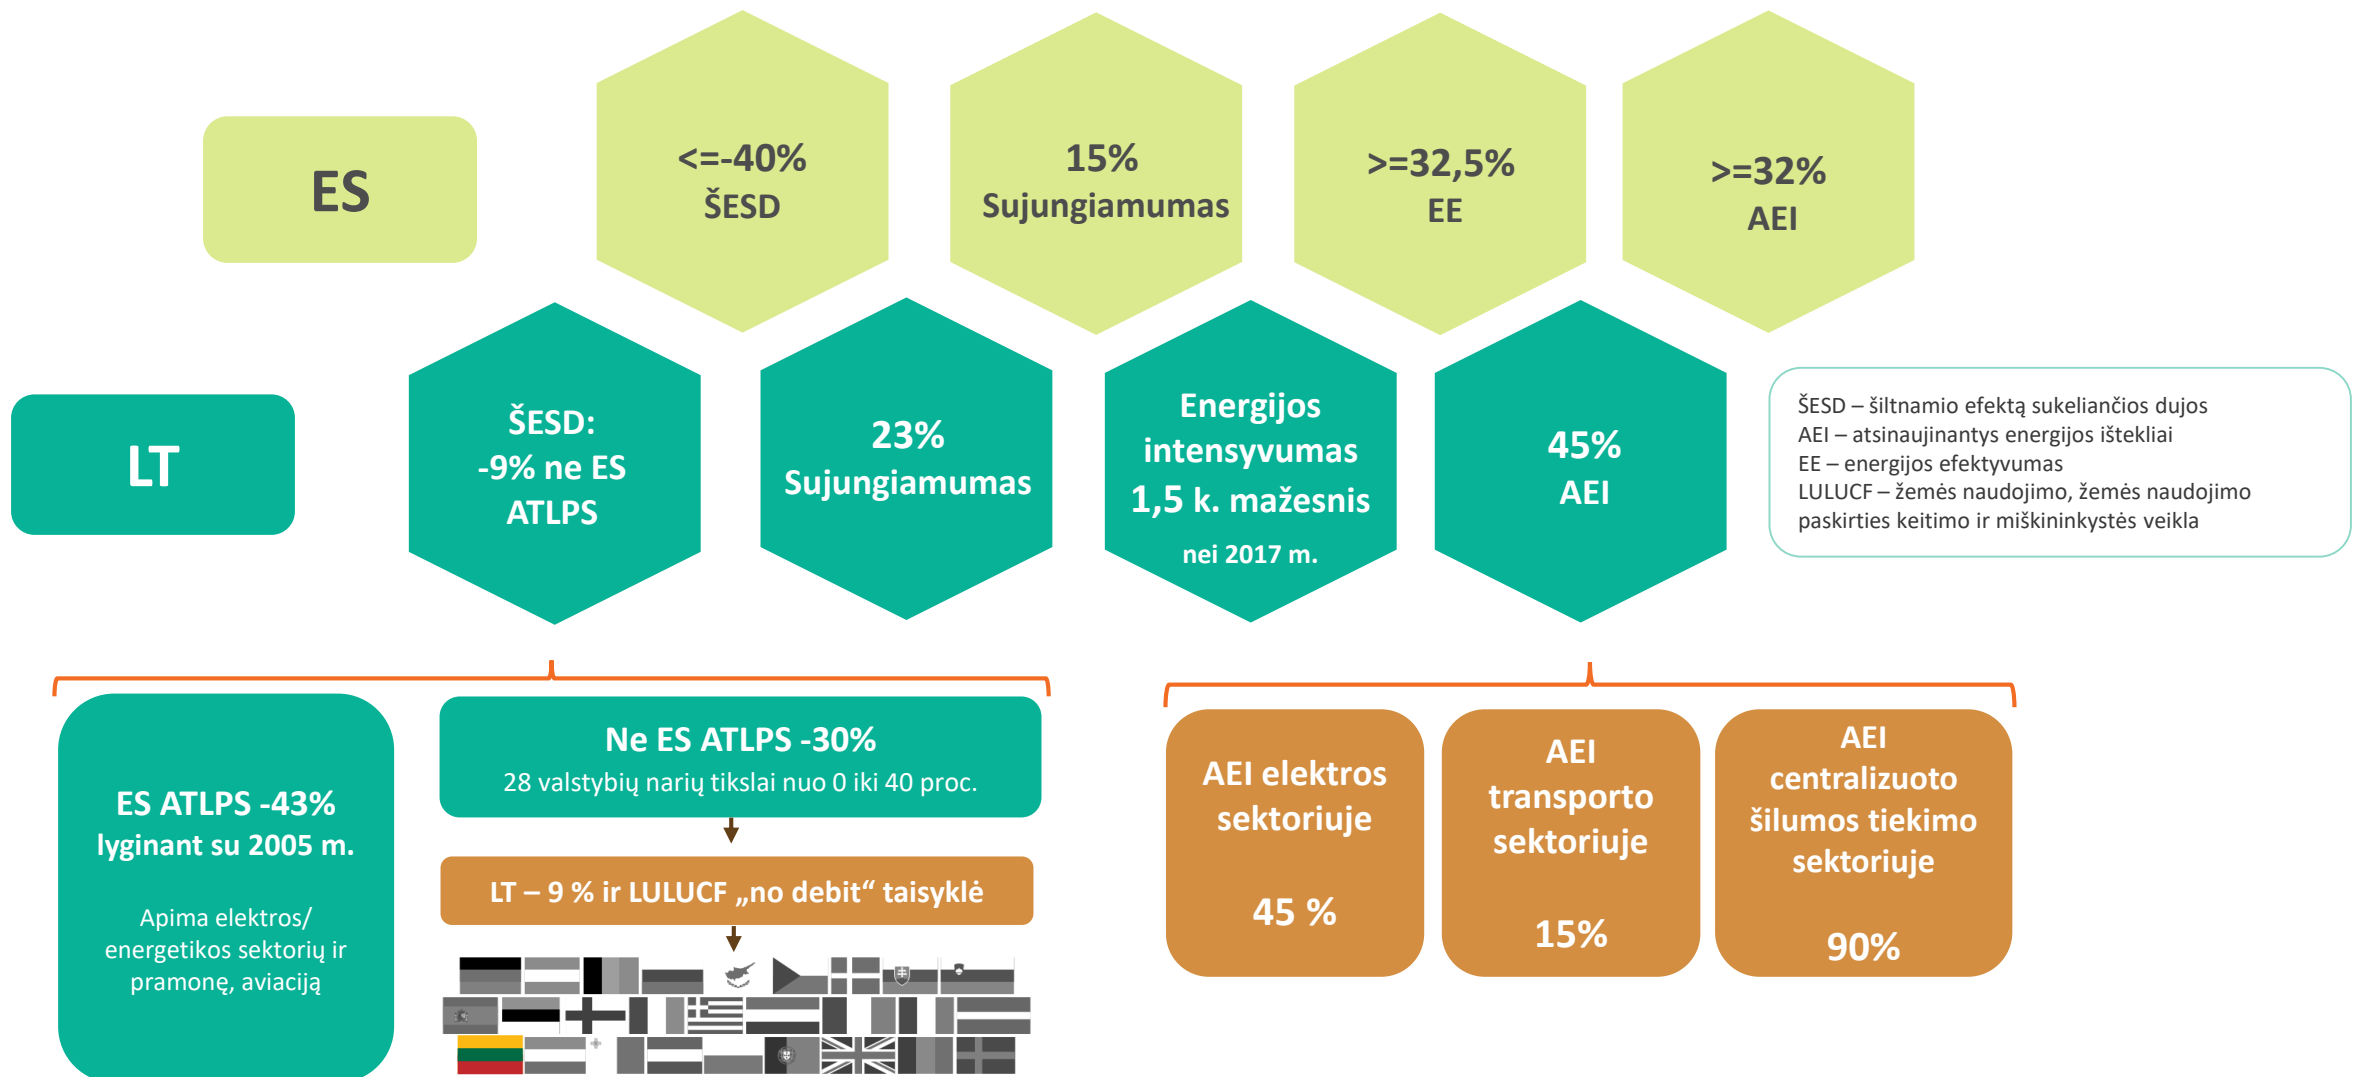 ES
<=-40%
ŠESD
15%
Sujungiamumas
>=32,5%
EE
>=32%
AEI
LT
ŠESD:
-9% ne ES
ATLPS
23%
Sujungiamumas
Energijos
intensyvumas
1,5 k. mažesnis
nei 2017 m.
45%
AEI
ŠESD – šiltnamio efektą sukeliančios dujos
AEI – atsinaujinantys energijos ištekliai
EE – energijos efektyvumas
LULUCF – žemės naudojimo, žemės naudojimo
paskirties keitimo ir miškininkystės veikla
ES ATLPS -43%
lyginant su 2005 m.
Apima elektros/
energetikos sektorių ir
pramonę, aviaciją
Ne ES ATLPS -30%
28 valstybių narių tikslai nuo 0 iki 40 proc.
LT – 9 % ir LULUCF „no debit“ taisyklė
AEI elektros
sektoriuje
45 %
AEI
transporto
sektoriuje
15%
AEI
centralizuoto
šilumos tiekimo
sektoriuje
90%